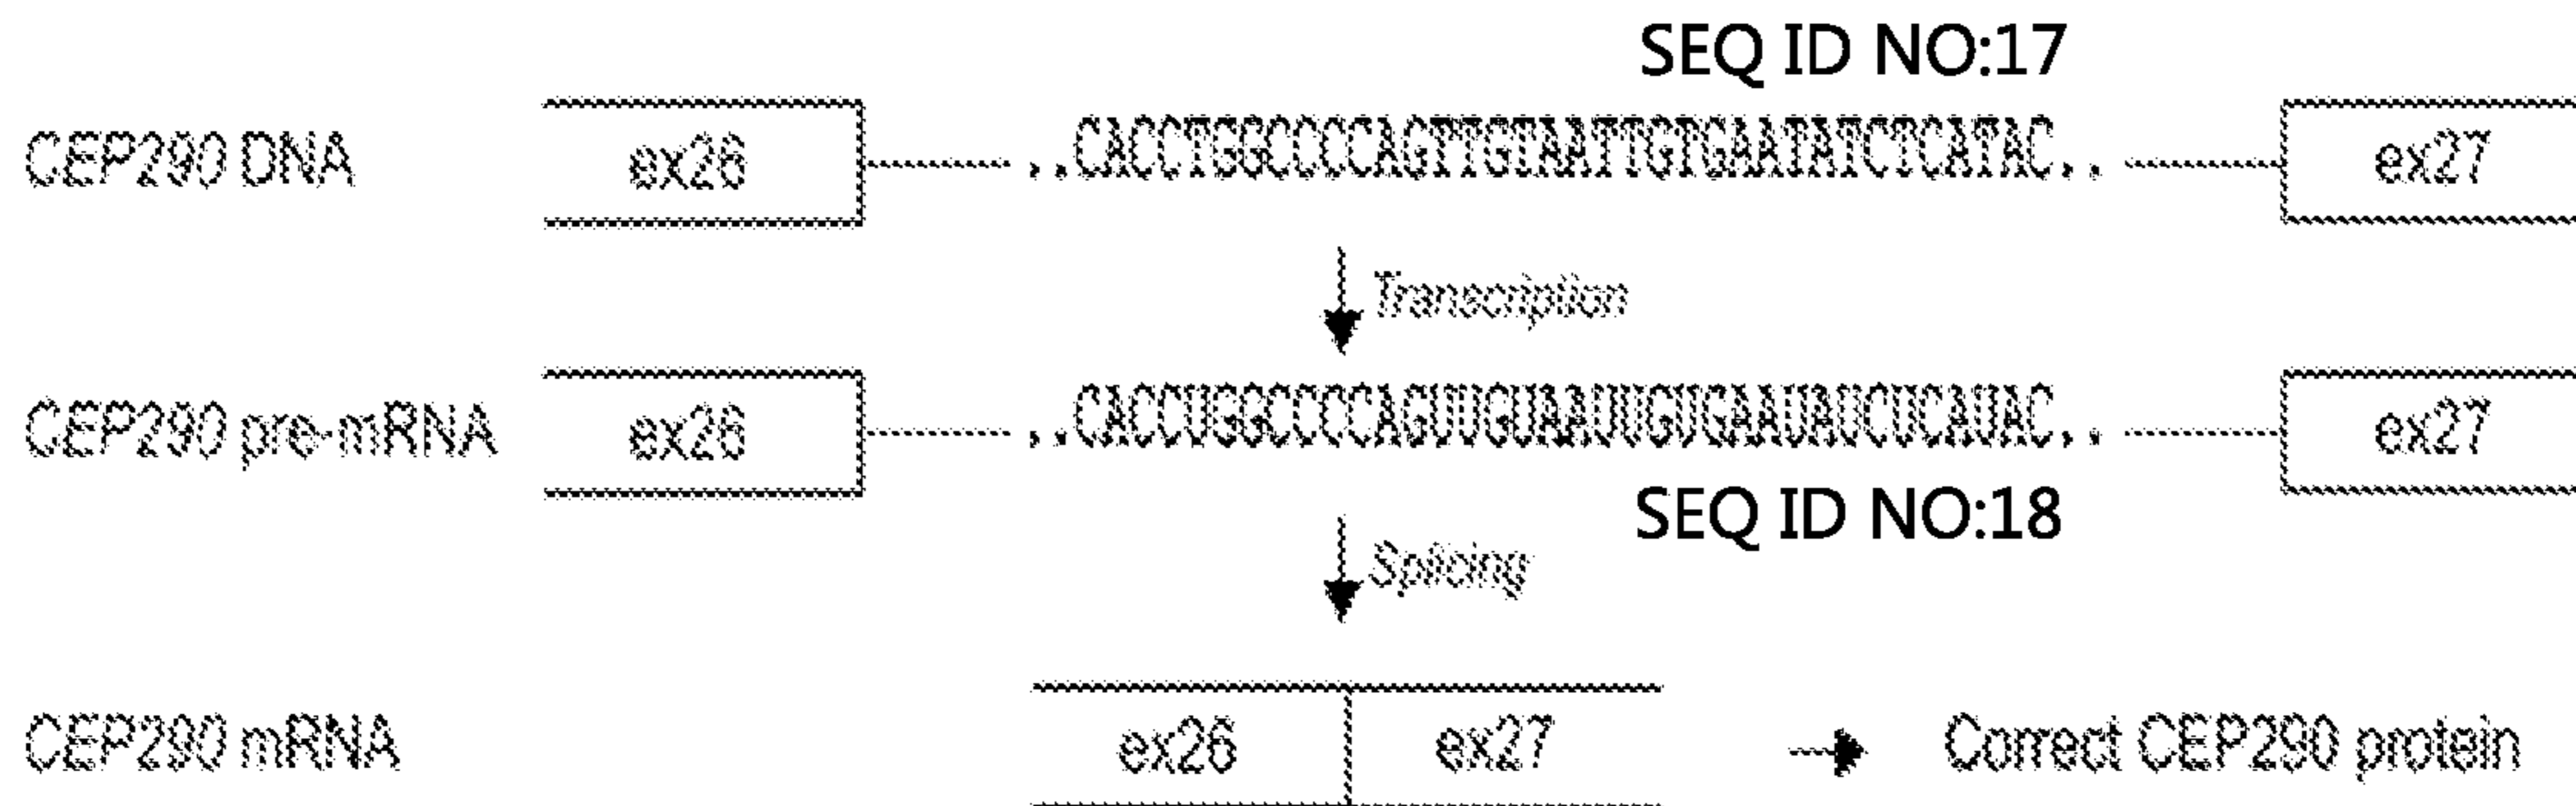 SEQ ID NO:17
CEP290 DNA ex26 ..CACCTGGCCCCAGTTGTAATTGTGAATATCTCATAC.. ex27
Transcription
CEP290 pre-mRNA ex26 ..CACCUGGCCCCAGUUGUAAUUGUGAAUAUCUCAUAC.. ex27
SEQ ID NO:18
Splicing
CEP290 mRNA ex26 ex27 Correct CEP290 protein